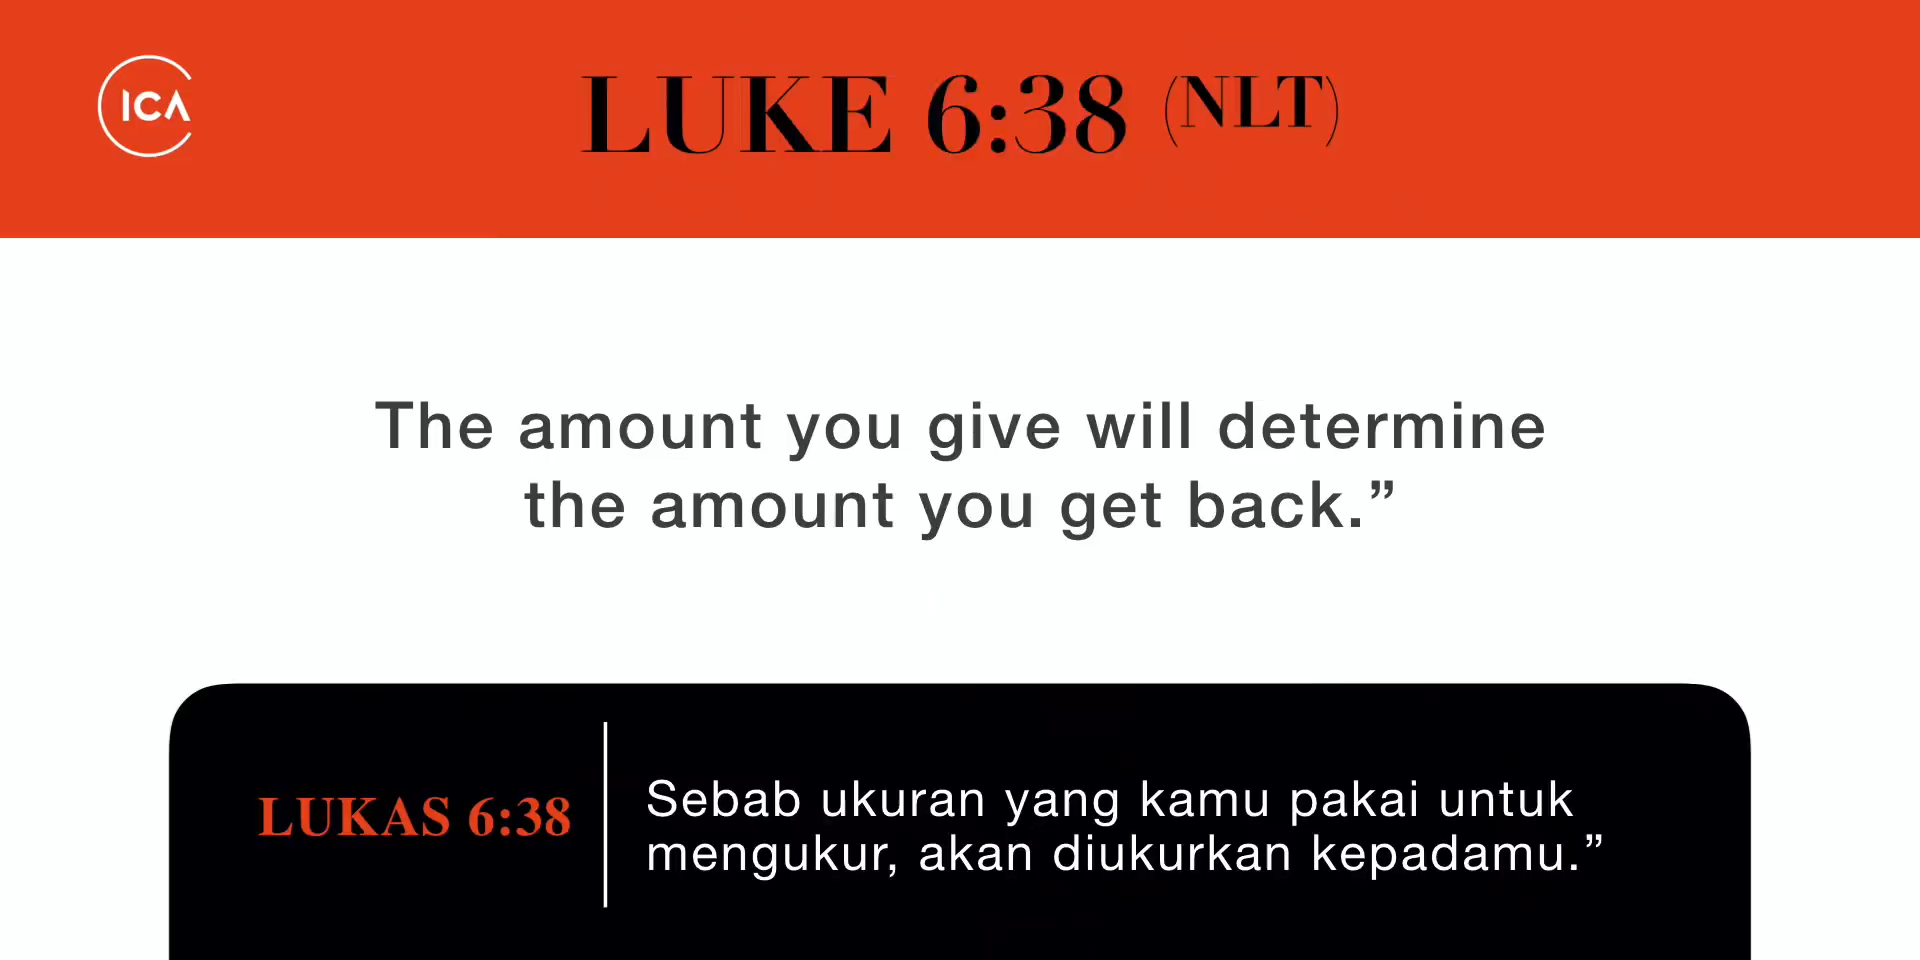 ICA
LUKE 6:38 (NLT)
The amount you give will determine
the amount you get back.”
LUKAS 6:38
Sebab ukuran yang kamu pakai untuk
mengukur, akan diukurkan kepadamu.”